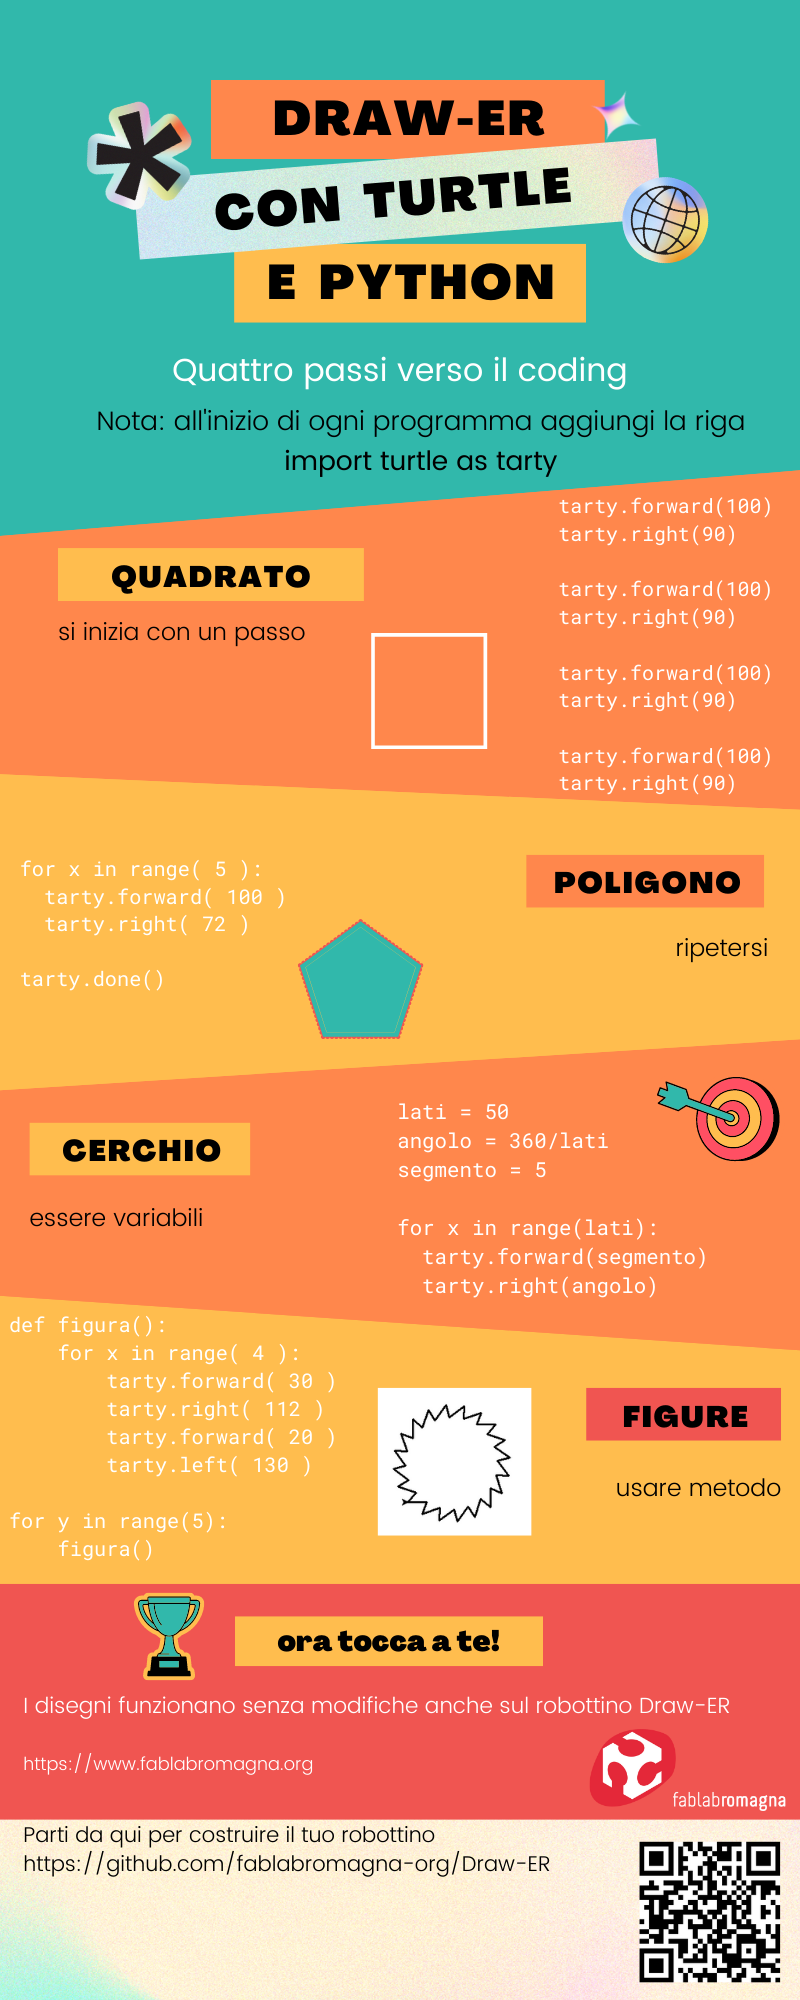 DRAW-ER
CON TURTLE
E PYTHON
Quattro passi verso il coding
Nota: all'inizio di ogni programma aggiungi la riga
import turtle as tarty
QUADRATO
si inizia con un passo
tarty.forward(100)
tarty.right(90)
tarty.forward(100)
tarty.right(90)
tarty.forward(100)
tarty.right(90)
tarty.forward(100)
tarty.right(90)
for x in range( 5 ):
  tarty.forward( 100 )
  tarty.right( 72 )
tarty.done()
POLIGONO
ripetersi
CERCHIO
essere variabili
lati = 50
angolo = 360/lati
segmento = 5
for x in range(lati):
  tarty.forward(segmento)
  tarty.right(angolo)
def figura():
    for x in range( 4 ):
        tarty.forward( 30 )
        tarty.right( 112 )
        tarty.forward( 20 )
        tarty.left( 130 )
for y in range(5):
    figura()
FIGURE
usare metodo
ora tocca a te!
I disegni funzionano senza modifiche anche sul robottino Draw-ER
https://www.fablabromagna.org
fablabromagna
Parti da qui per costruire il tuo robottino
https://github.com/fablabromagna-org/Draw-ER